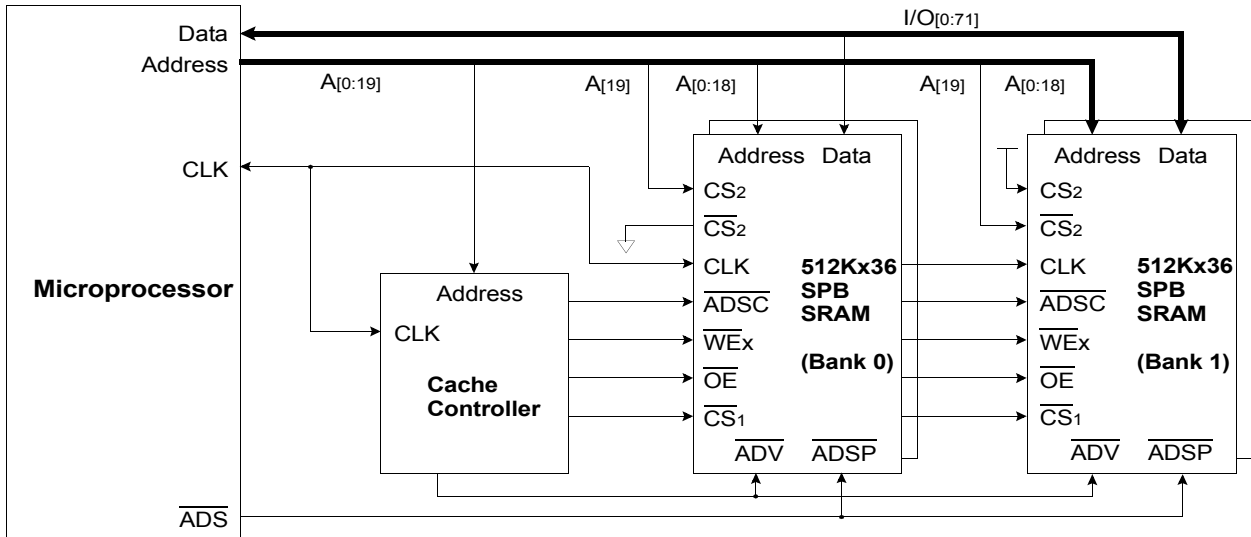 I/O[0:71]
Data
Address
A[0:19]
A[19]
A[0:18]
A[19]
A[0:18]
CLK
Microprocessor
ADS
Address
CLK
Cache
Controller
Address Data
CS2
CS2
CLK
ADSC
WEx
OE
CS1
ADV ADSP
512Kx36
SPB
SRAM
(Bank 0)
Address Data
CS2
CS2
CLK
ADSC
WEx
OE
CS1
ADV ADSP
512Kx36
SPB
SRAM
(Bank 1)